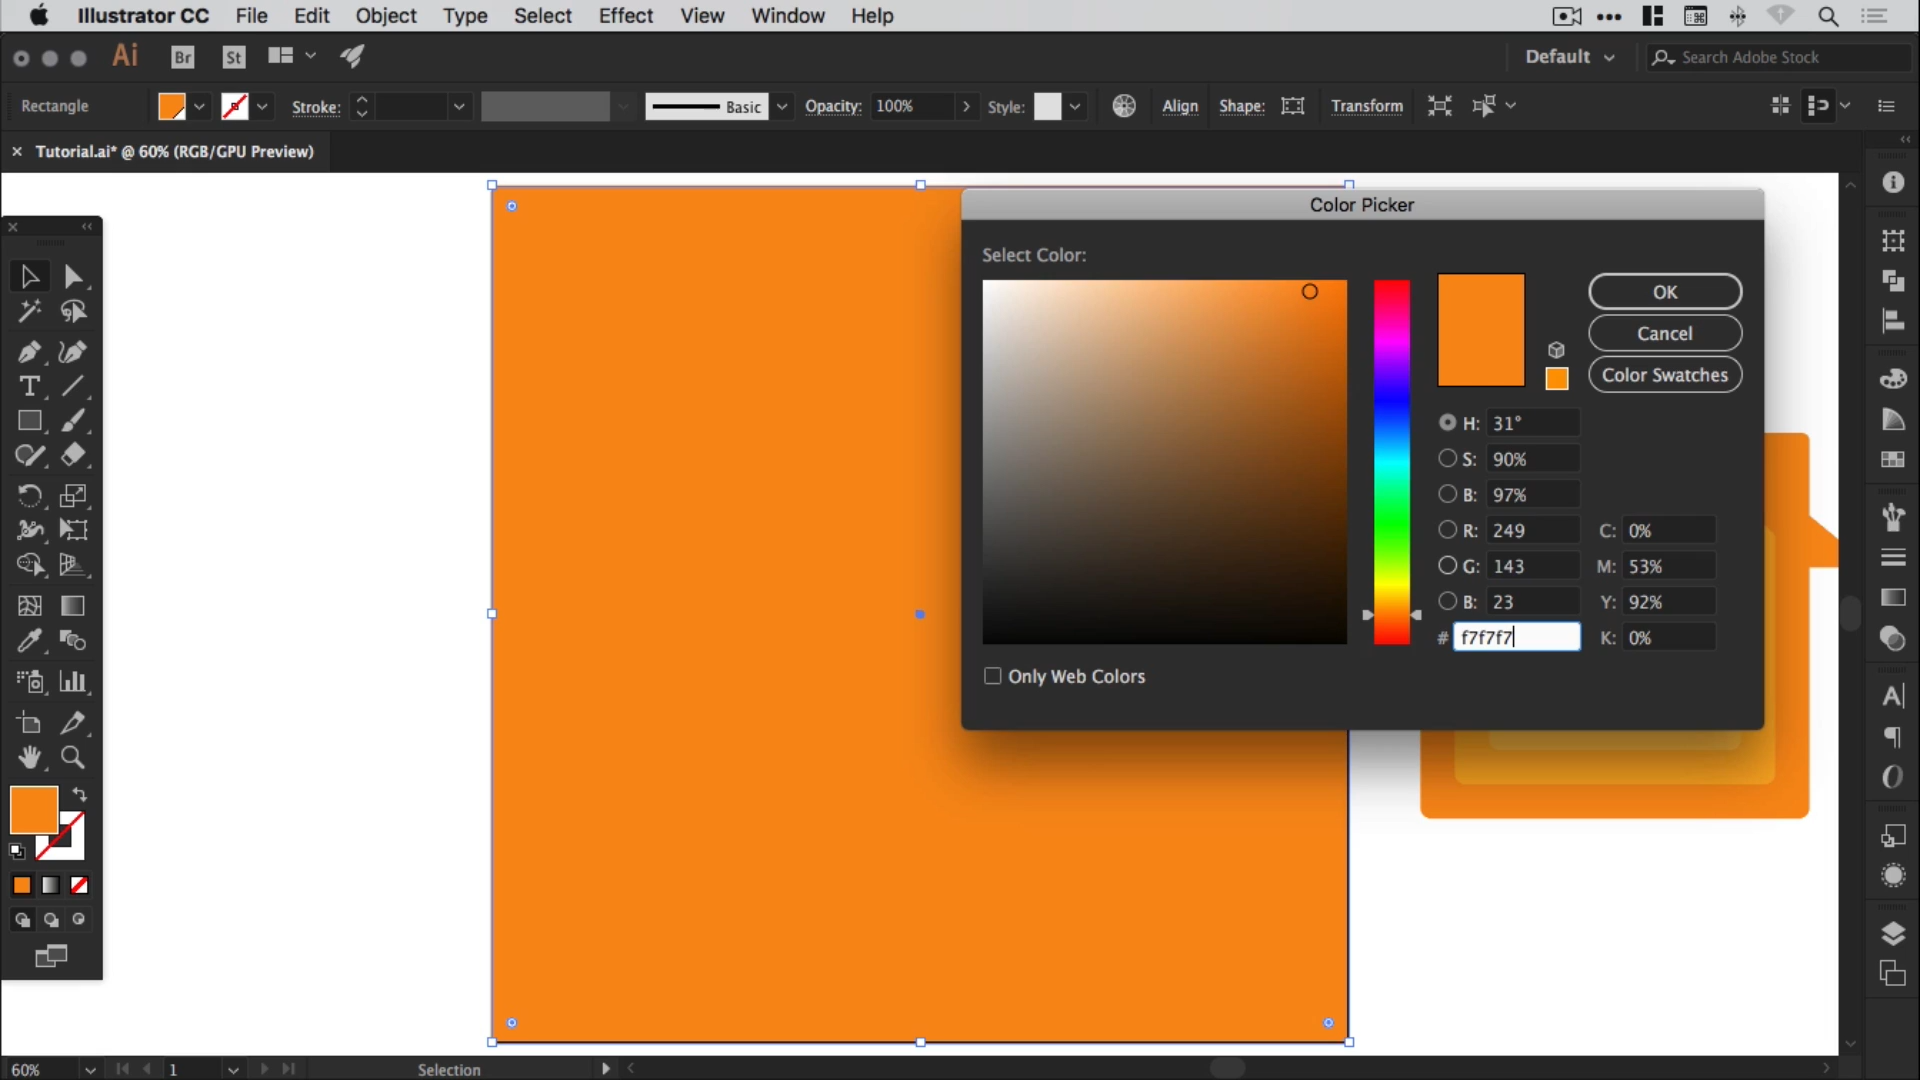 Illustrator CC File Edit Object Type Select Effect View Window Help
Ai Br St Default Search Adobe Stock
Rectangle Stroke: Basic Opacity: 100% Style: Align Shape: Transform
× Tutorial.ai* @ 60% (RGB/GPU Preview)
Color Picker
Select Color:
OK
Cancel
Color Swatches
H: 31°
S: 90%
B: 97%
R: 249 C: 0%
G: 143 M: 53%
B: 23 Y: 92%
# f7f7f7 K: 0%
Only Web Colors
60% 1 Selection